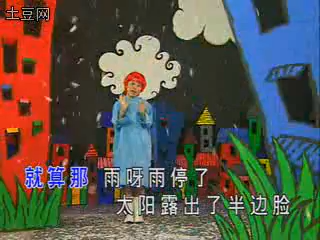 土豆网
就算那 雨呀雨停了
太阳露出了半边脸